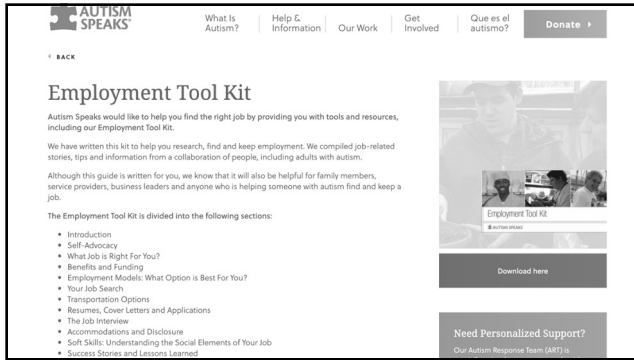 AUTISM
SPEAKS
What Is Autism?
Help & Information
Our Work
Get Involved
Que es el autismo?
Donate
BACK
Employment Tool Kit
Autism Speaks would like to help you find the right job by providing you with tools and resources,
including our Employment Tool Kit.
We have written this kit to help you research, find and keep employment. We compiled job-related
stories, tips and information from a collaboration of people, including adults with autism.
Although this guide is written for you, we know that it will also be helpful for family members,
service providers, business leaders and anyone who is helping someone with autism find and keep a
job.
The Employment Tool Kit is divided into the following sections:
Introduction
Self-Advocacy
What Job is Right For You?
Benefits and Funding
Employment Models: What Option is Best For You?
Your Job Search
Transportation Options
Resumes, Cover Letters and Applications
The Job Interview
Accommodations and Disclosure
Soft Skills: Understanding the Social Elements of Your Job
Success Stories and Lessons Learned
Employment Tool Kit
AUTISM SPEAKS
Download here
Need Personalized Support?
Our Autism Response Team (ART) is